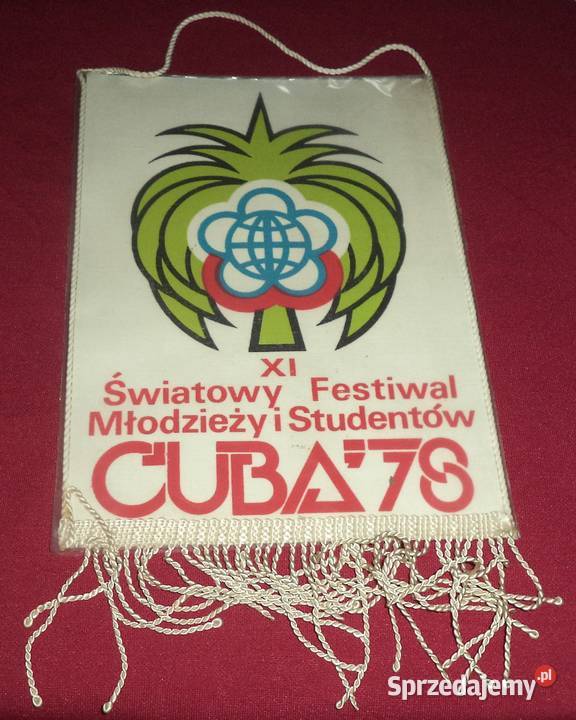 XI
Światowy Festiwal
Młodzieży i Studentów
CUBA'78
Sprzedajemy.pl